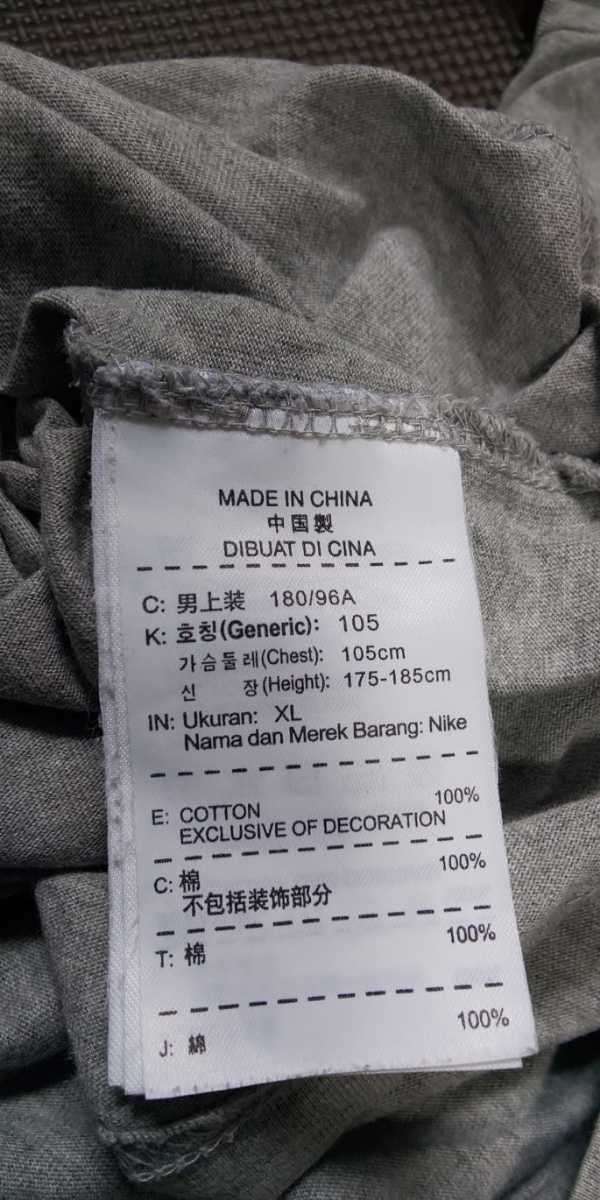 MADE IN CHINA
中国製
DIBUAT DI CINA
C: 男上装 180/96A
K: 호칭(Generic): 105
가슴둘레(Chest): 105cm
신 장(Height): 175-185cm
IN: Ukuran: XL
Nama dan Merek Barang: Nike
E: COTTON 100%
EXCLUSIVE OF DECORATION
C: 棉 100%
不包括装饰部分
T: 棉 100%
J: 綿 100%